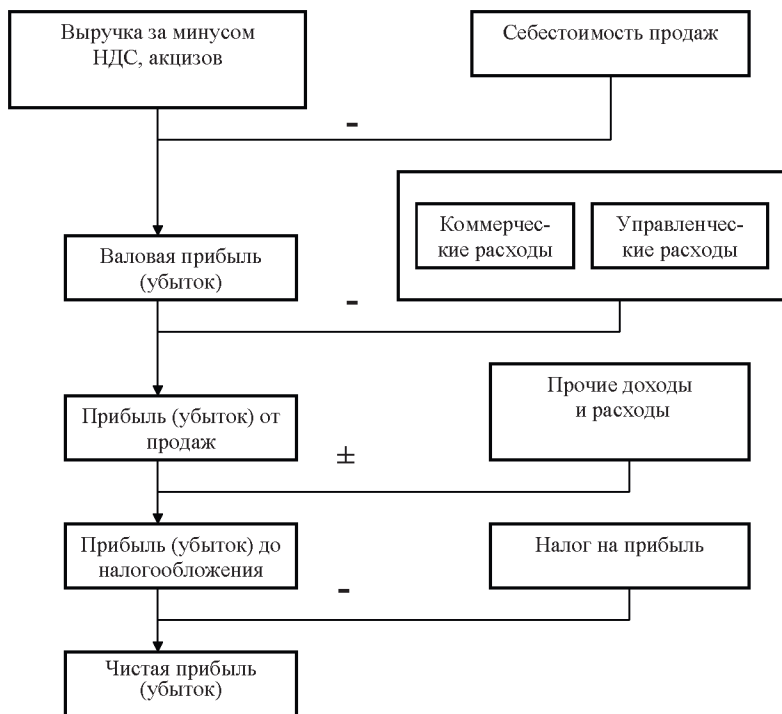 Выручка за минусом
НДС, акцизов
Себестоимость продаж
-
Коммерчес-
кие расходы
Управленчес-
кие расходы
Валовая прибыль
(убыток)
-
Прочие доходы
и расходы
Прибыль (убыток) от
продаж
±
Прибыль (убыток) до
налогообложения
Налог на прибыль
-
Чистая прибыль
(убыток)